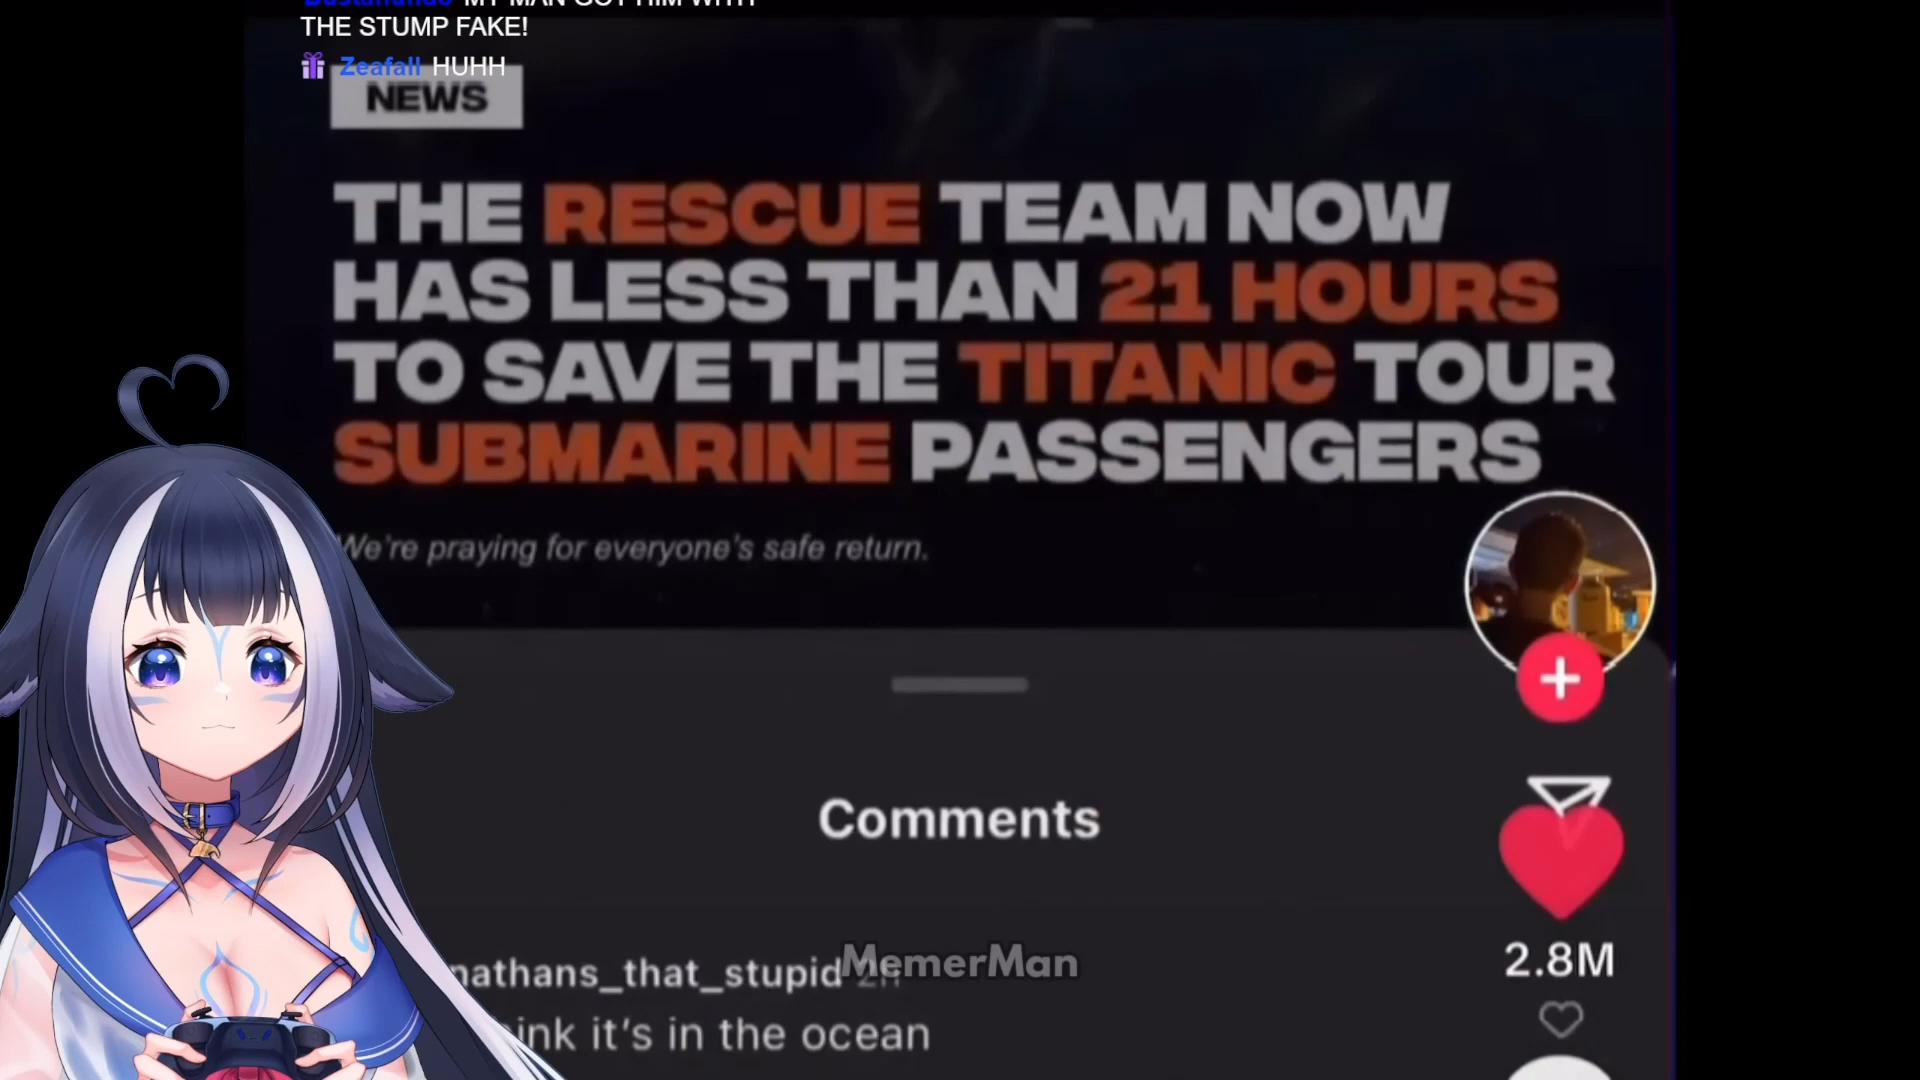 THE STUMP FAKE!
Zeafall HUHH
NEWS
THE RESCUE TEAM NOW
HAS LESS THAN 21 HOURS
TO SAVE THE TITANIC TOUR
SUBMARINE PASSENGERS
We're praying for everyone's safe return.
Comments
nathans_that_stupid 2h
MemerMan
2.8M
it's in the ocean